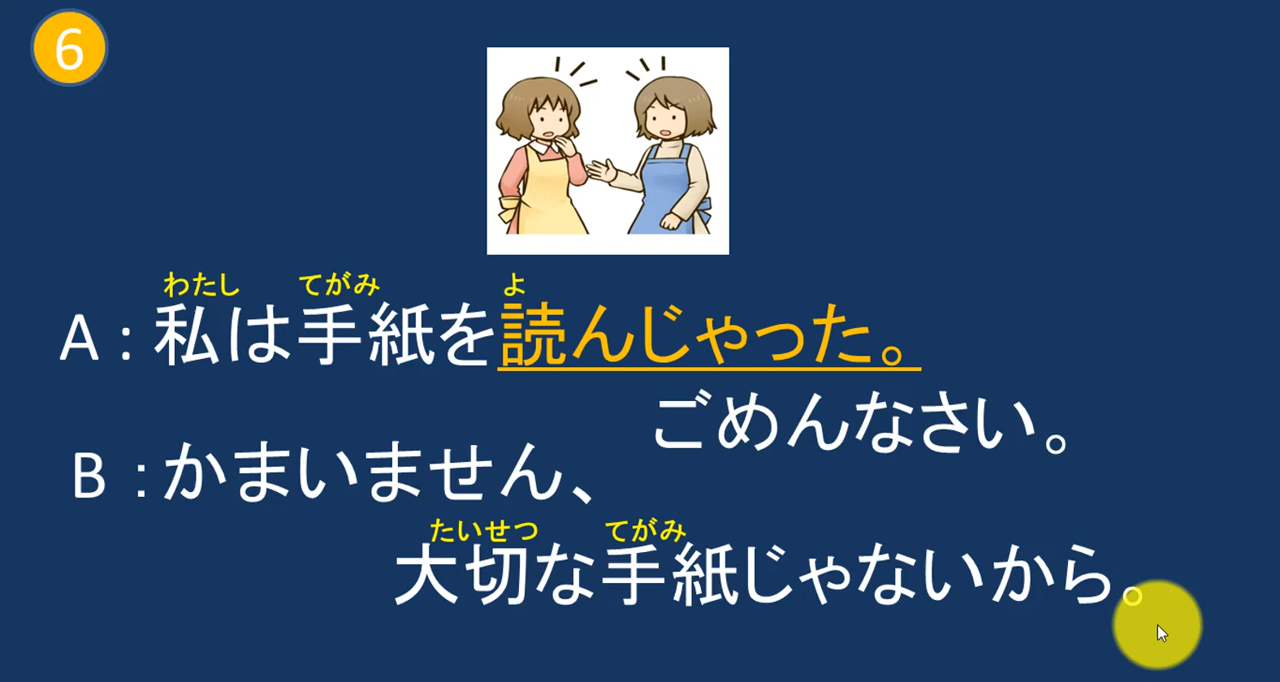 6
わたし てがみ よ
A：私は手紙を読んじゃった。
ごめんなさい。
B：かまいません、
たいせつ てがみ
大切な手紙じゃないから。